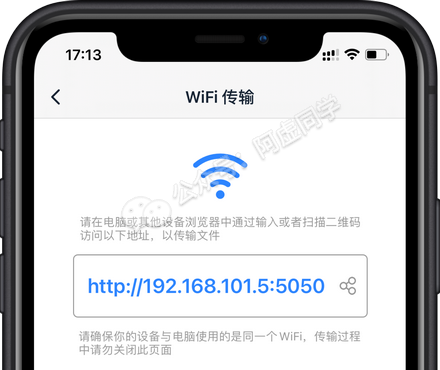 17:13
WiFi 传输
公众号 阿虚同学
请在电脑或其他设备浏览器中通过输入或者扫描二维码
访问以下地址，以传输文件
http://192.168.101.5:5050
请确保你的设备与电脑使用的是同一个 WiFi，传输过程
中请勿关闭此页面